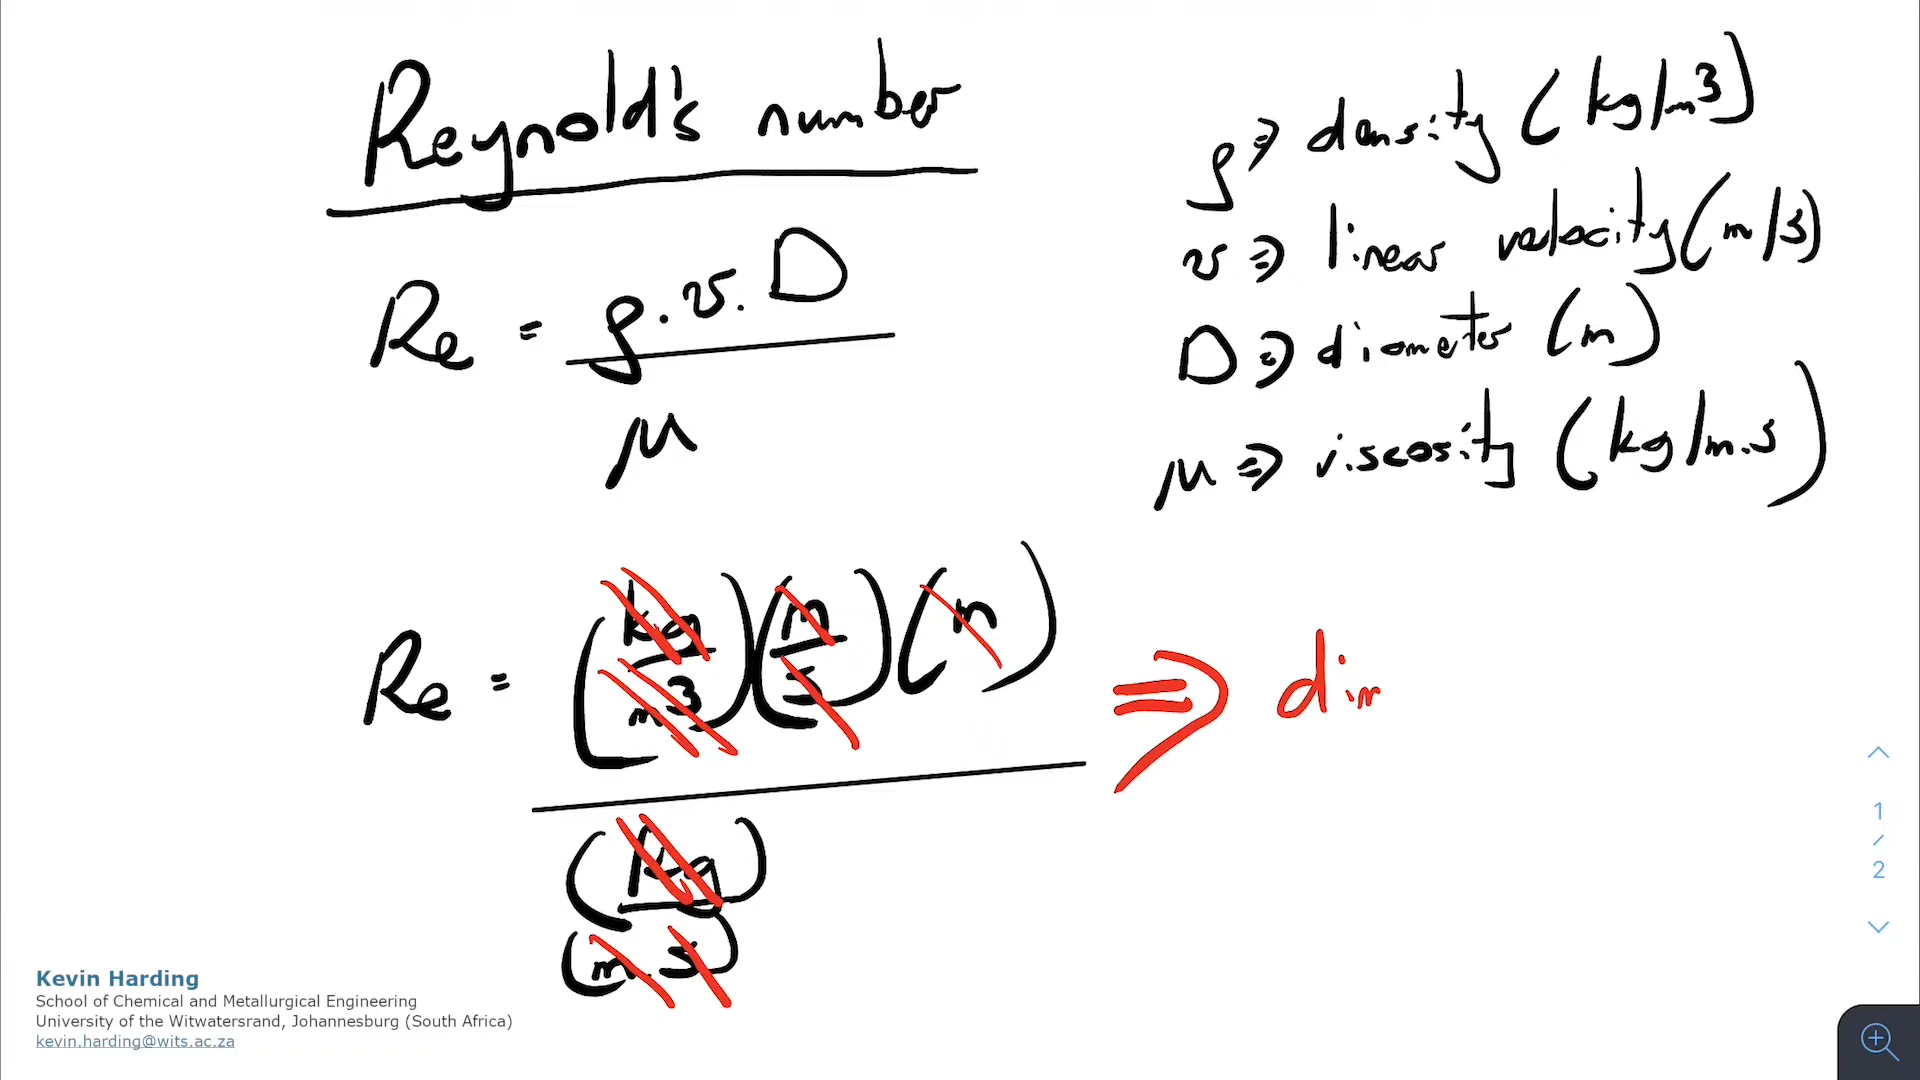 Reynold's number
Re = ρ.v.D
μ
ρ ⇒ density (kg/m3)
v ⇒ linear velocity (m/s)
D ⇒ diameter (m)
μ ⇒ viscosity (kg/m.s)
Re = (kg/m3)(m/s)(m) ⇒ dim
(kg)
(m.s)
1
/
2
Kevin Harding
School of Chemical and Metallurgical Engineering
University of the Witwatersrand, Johannesburg (South Africa)
kevin.harding@wits.ac.za